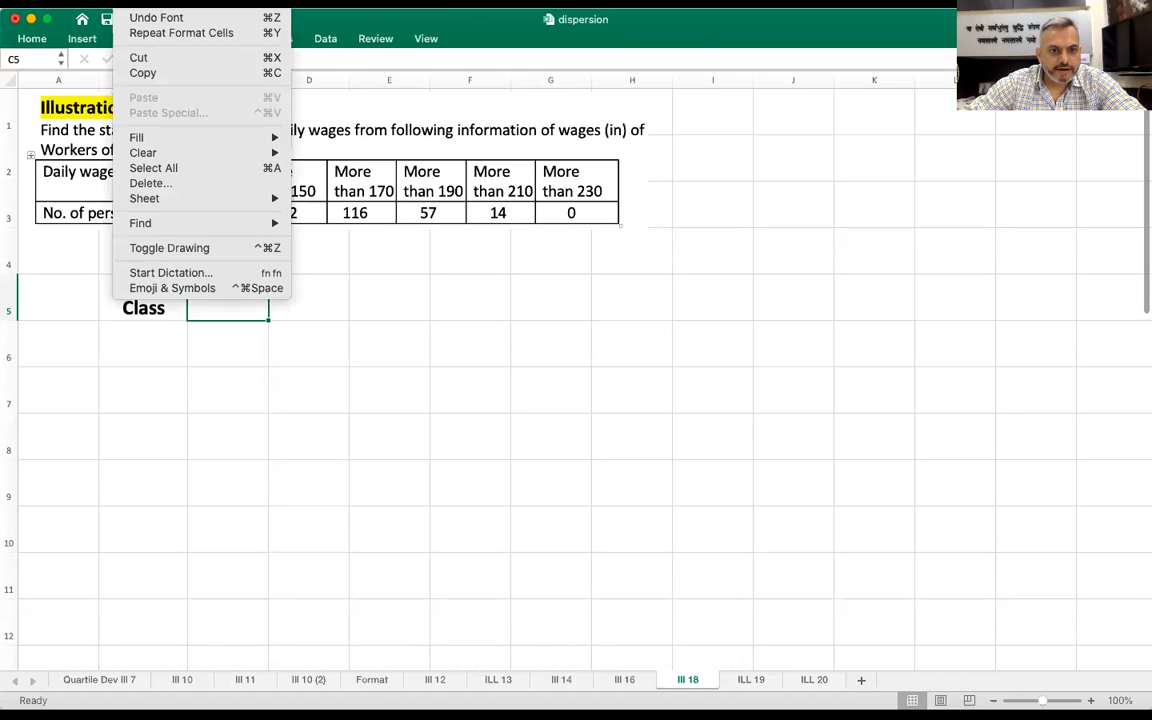 dispersion
Home Insert Data Review View
Undo Font ⌘Z
Repeat Format Cells ⌘Y
Cut ⌘X
Copy ⌘C
Paste ⌘V
Paste Special... ^⌘V
Fill
Clear
Select All ⌘A
Delete...
Sheet
Find
Toggle Drawing ^⌘Z
Start Dictation... fn fn
Emoji & Symbols ^⌘Space
C5
A D E F G H I J K
1 2 3 4 5 6 7 8 9 10 11 12
Illustratio
Find the sta ily wages from following information of wages (in) of
Workers of
Daily wage 150 More than 170 More than 190 More than 210 More than 230
No. of pers 2 116 57 14 0
Class
Quartile Dev Ill 7 Ill 10 Ill 11 Ill 10 (2) Format Ill 12 ILL 13 Ill 14 Ill 16 Ill 18 ILL 19 ILL 20
Ready 100%